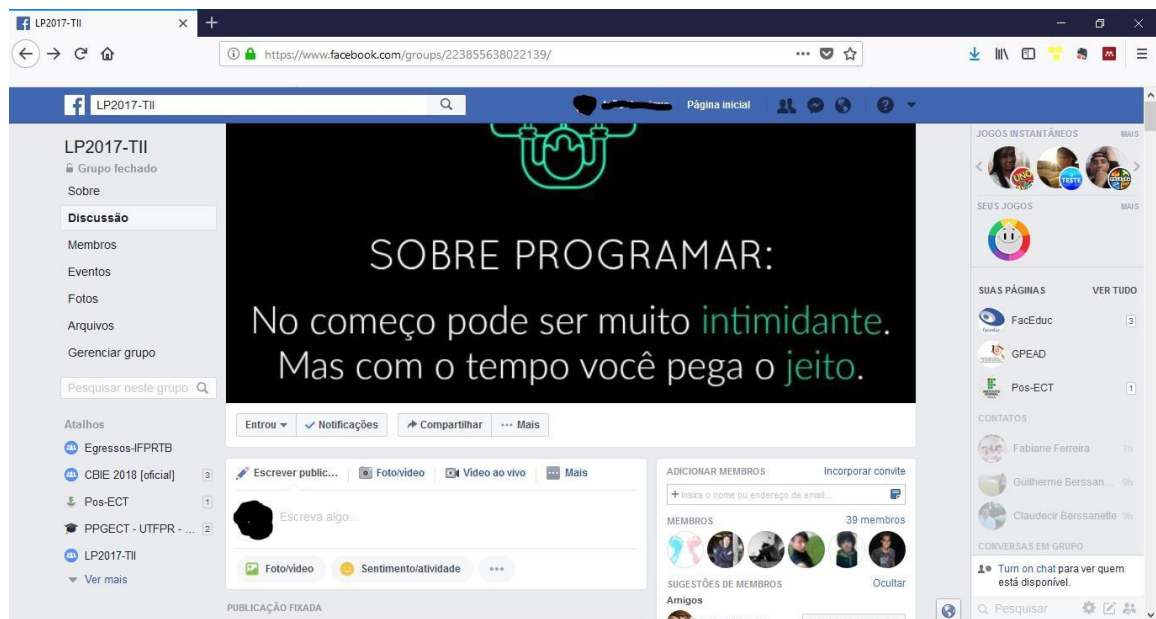 LP2017-TII
https://www.facebook.com/groups/223855638022139/
LP2017-TII
Página inicial
LP2017-TII
Grupo fechado
Sobre
Discussão
Membros
Eventos
Fotos
Arquivos
Gerenciar grupo
Pesquisar neste grupo
Atalhos
Egressos-IFPRTB
CBIE 2018 [oficial] 3
Pos-ECT 1
PPGECT - UTFPR - ... 2
LP2017-TII
Ver mais
SOBRE PROGRAMAR:
No começo pode ser muito intimidante.
Mas com o tempo você pega o jeito.
Entrou Notificações Compartilhar Mais
Escrever public... Foto/vídeo Vídeo ao vivo Mais
Escreva algo...
Foto/vídeo Sentimento/atividade
PUBLICAÇÃO FIXADA
ADICIONAR MEMBROS Incorporar convite
Insira o nome ou endereço de email...
MEMBROS 39 membros
SUGESTÕES DE MEMBROS Ocultar
Amigos
JOGOS INSTANTÂNEOS MAIS
UNO
TESTE
SEUS JOGOS MAIS
SUAS PÁGINAS VER TUDO
FacEduc 3
GPEAD
Pos-ECT 1
CONTATOS
Fabiane Ferreira 7h
Guilherme Berssan... 9h
Claudecir Berssanette 9h
CONVERSAS EM GRUPO
Turn on chat para ver quem
está disponível.
Pesquisar